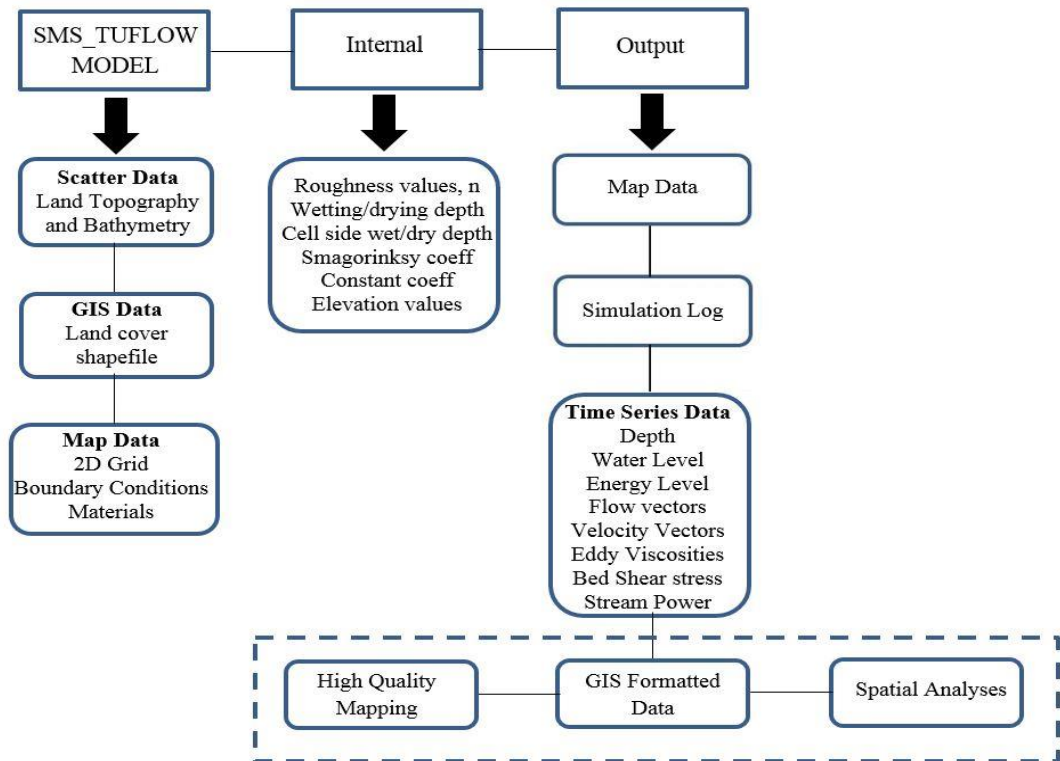 SMS_TUFLOW
MODEL
Internal
Output
Scatter Data
Land Topography
and Bathymetry
GIS Data
Land cover
shapefile
Map Data
2D Grid
Boundary Conditions
Materials
Roughness values, n
Wetting/drying depth
Cell side wet/dry depth
Smagorinksy coeff
Constant coeff
Elevation values
Map Data
Simulation Log
Time Series Data
Depth
Water Level
Energy Level
Flow vectors
Velocity Vectors
Eddy Viscosities
Bed Shear stress
Stream Power
High Quality
Mapping
GIS Formatted
Data
Spatial Analyses